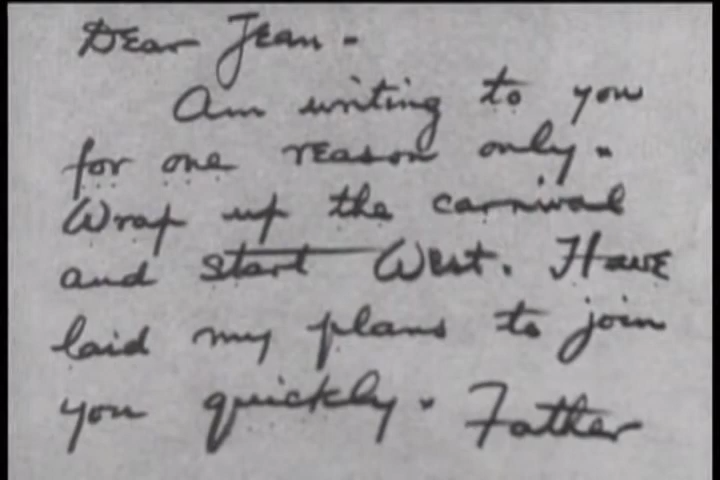 Dear Jean -
Am writing to you
for one reason only.
Wrap up the carnival
and start West. Have
laid my plans to join
you quickly. Father